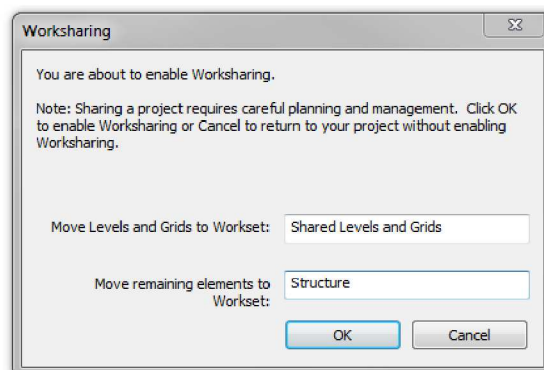 Worksharing
You are about to enable Worksharing.
Note: Sharing a project requires careful planning and management. Click OK
to enable Worksharing or Cancel to return to your project without enabling
Worksharing.
Move Levels and Grids to Workset: Shared Levels and Grids
Move remaining elements to Structure
Workset:
OK Cancel